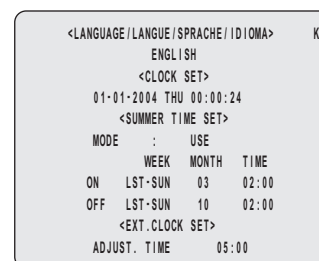 <LANGUAGE/LANGUE/SPRACHE/IDIOMA> K
ENGLISH
<CLOCK SET>
01-01-2004 THU 00:00:24
<SUMMER TIME SET>
MODE : USE
WEEK MONTH TIME
ON LST-SUN 03 02:00
OFF LST-SUN 10 02:00
<EXT.CLOCK SET>
ADJUST. TIME 05:00